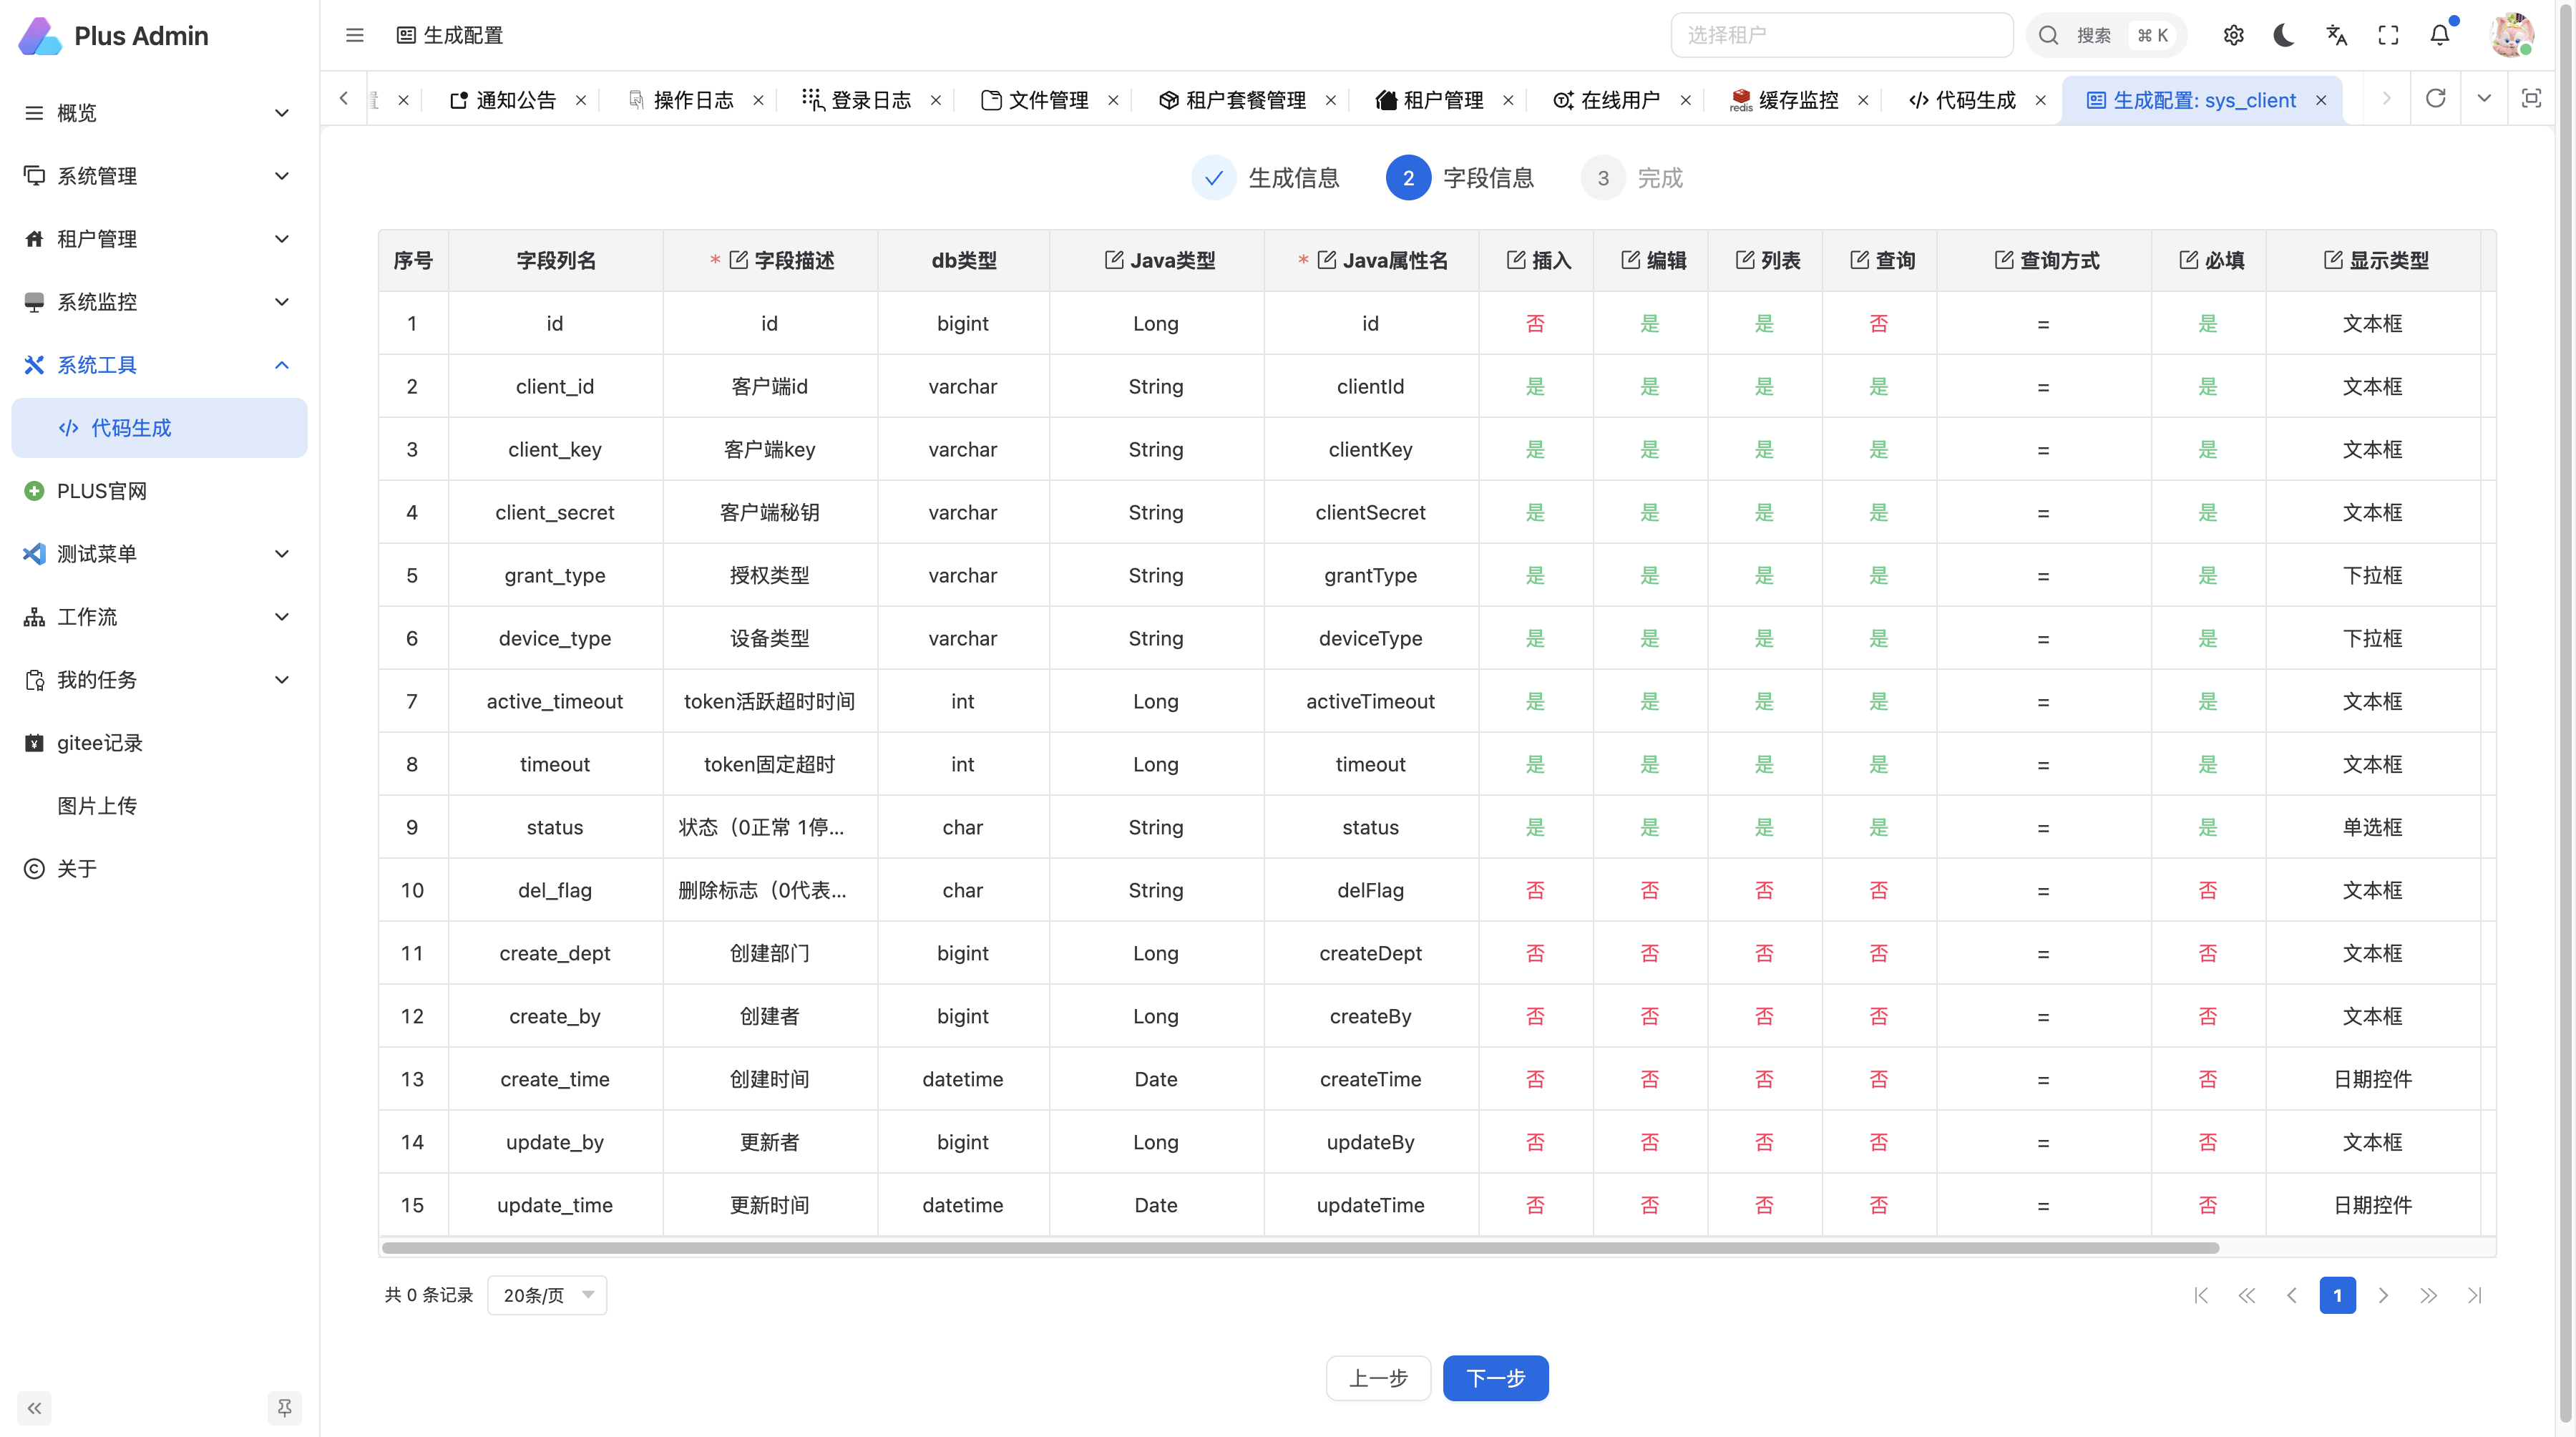 Plus Admin
生成配置
选择租户
搜索
⌘ K
通知公告
操作日志
登录日志
文件管理
租户套餐管理
租户管理
在线用户
redis
缓存监控
代码生成
生成配置: sys_client
概览
系统管理
租户管理
系统监控
系统工具
代码生成
PLUS官网
测试菜单
工作流
我的任务
gitee记录
图片上传
关于
生成信息
2 字段信息
3 完成
序号 字段列名 * 字段描述 db类型 Java类型 * Java属性名 插入 编辑 列表 查询 查询方式 必填 显示类型
1 id id bigint Long id 否 是 是 否 = 是 文本框
2 client_id 客户端id varchar String clientId 是 是 是 是 = 是 文本框
3 client_key 客户端key varchar String clientKey 是 是 是 是 = 是 文本框
4 client_secret 客户端秘钥 varchar String clientSecret 是 是 是 是 = 是 文本框
5 grant_type 授权类型 varchar String grantType 是 是 是 是 = 是 下拉框
6 device_type 设备类型 varchar String deviceType 是 是 是 是 = 是 下拉框
7 active_timeout token活跃超时时间 int Long activeTimeout 是 是 是 是 = 是 文本框
8 timeout token固定超时 int Long timeout 是 是 是 是 = 是 文本框
9 status 状态（0正常 1停... char String status 是 是 是 是 = 是 单选框
10 del_flag 删除标志（0代表... char String delFlag 否 否 否 否 = 否 文本框
11 create_dept 创建部门 bigint Long createDept 否 否 否 否 = 否 文本框
12 create_by 创建者 bigint Long createBy 否 否 否 否 = 否 文本框
13 create_time 创建时间 datetime Date createTime 否 否 否 否 = 否 日期控件
14 update_by 更新者 bigint Long updateBy 否 否 否 否 = 否 文本框
15 update_time 更新时间 datetime Date updateTime 否 否 否 否 = 否 日期控件
共 0 条记录
20条/页
1
上一步
下一步